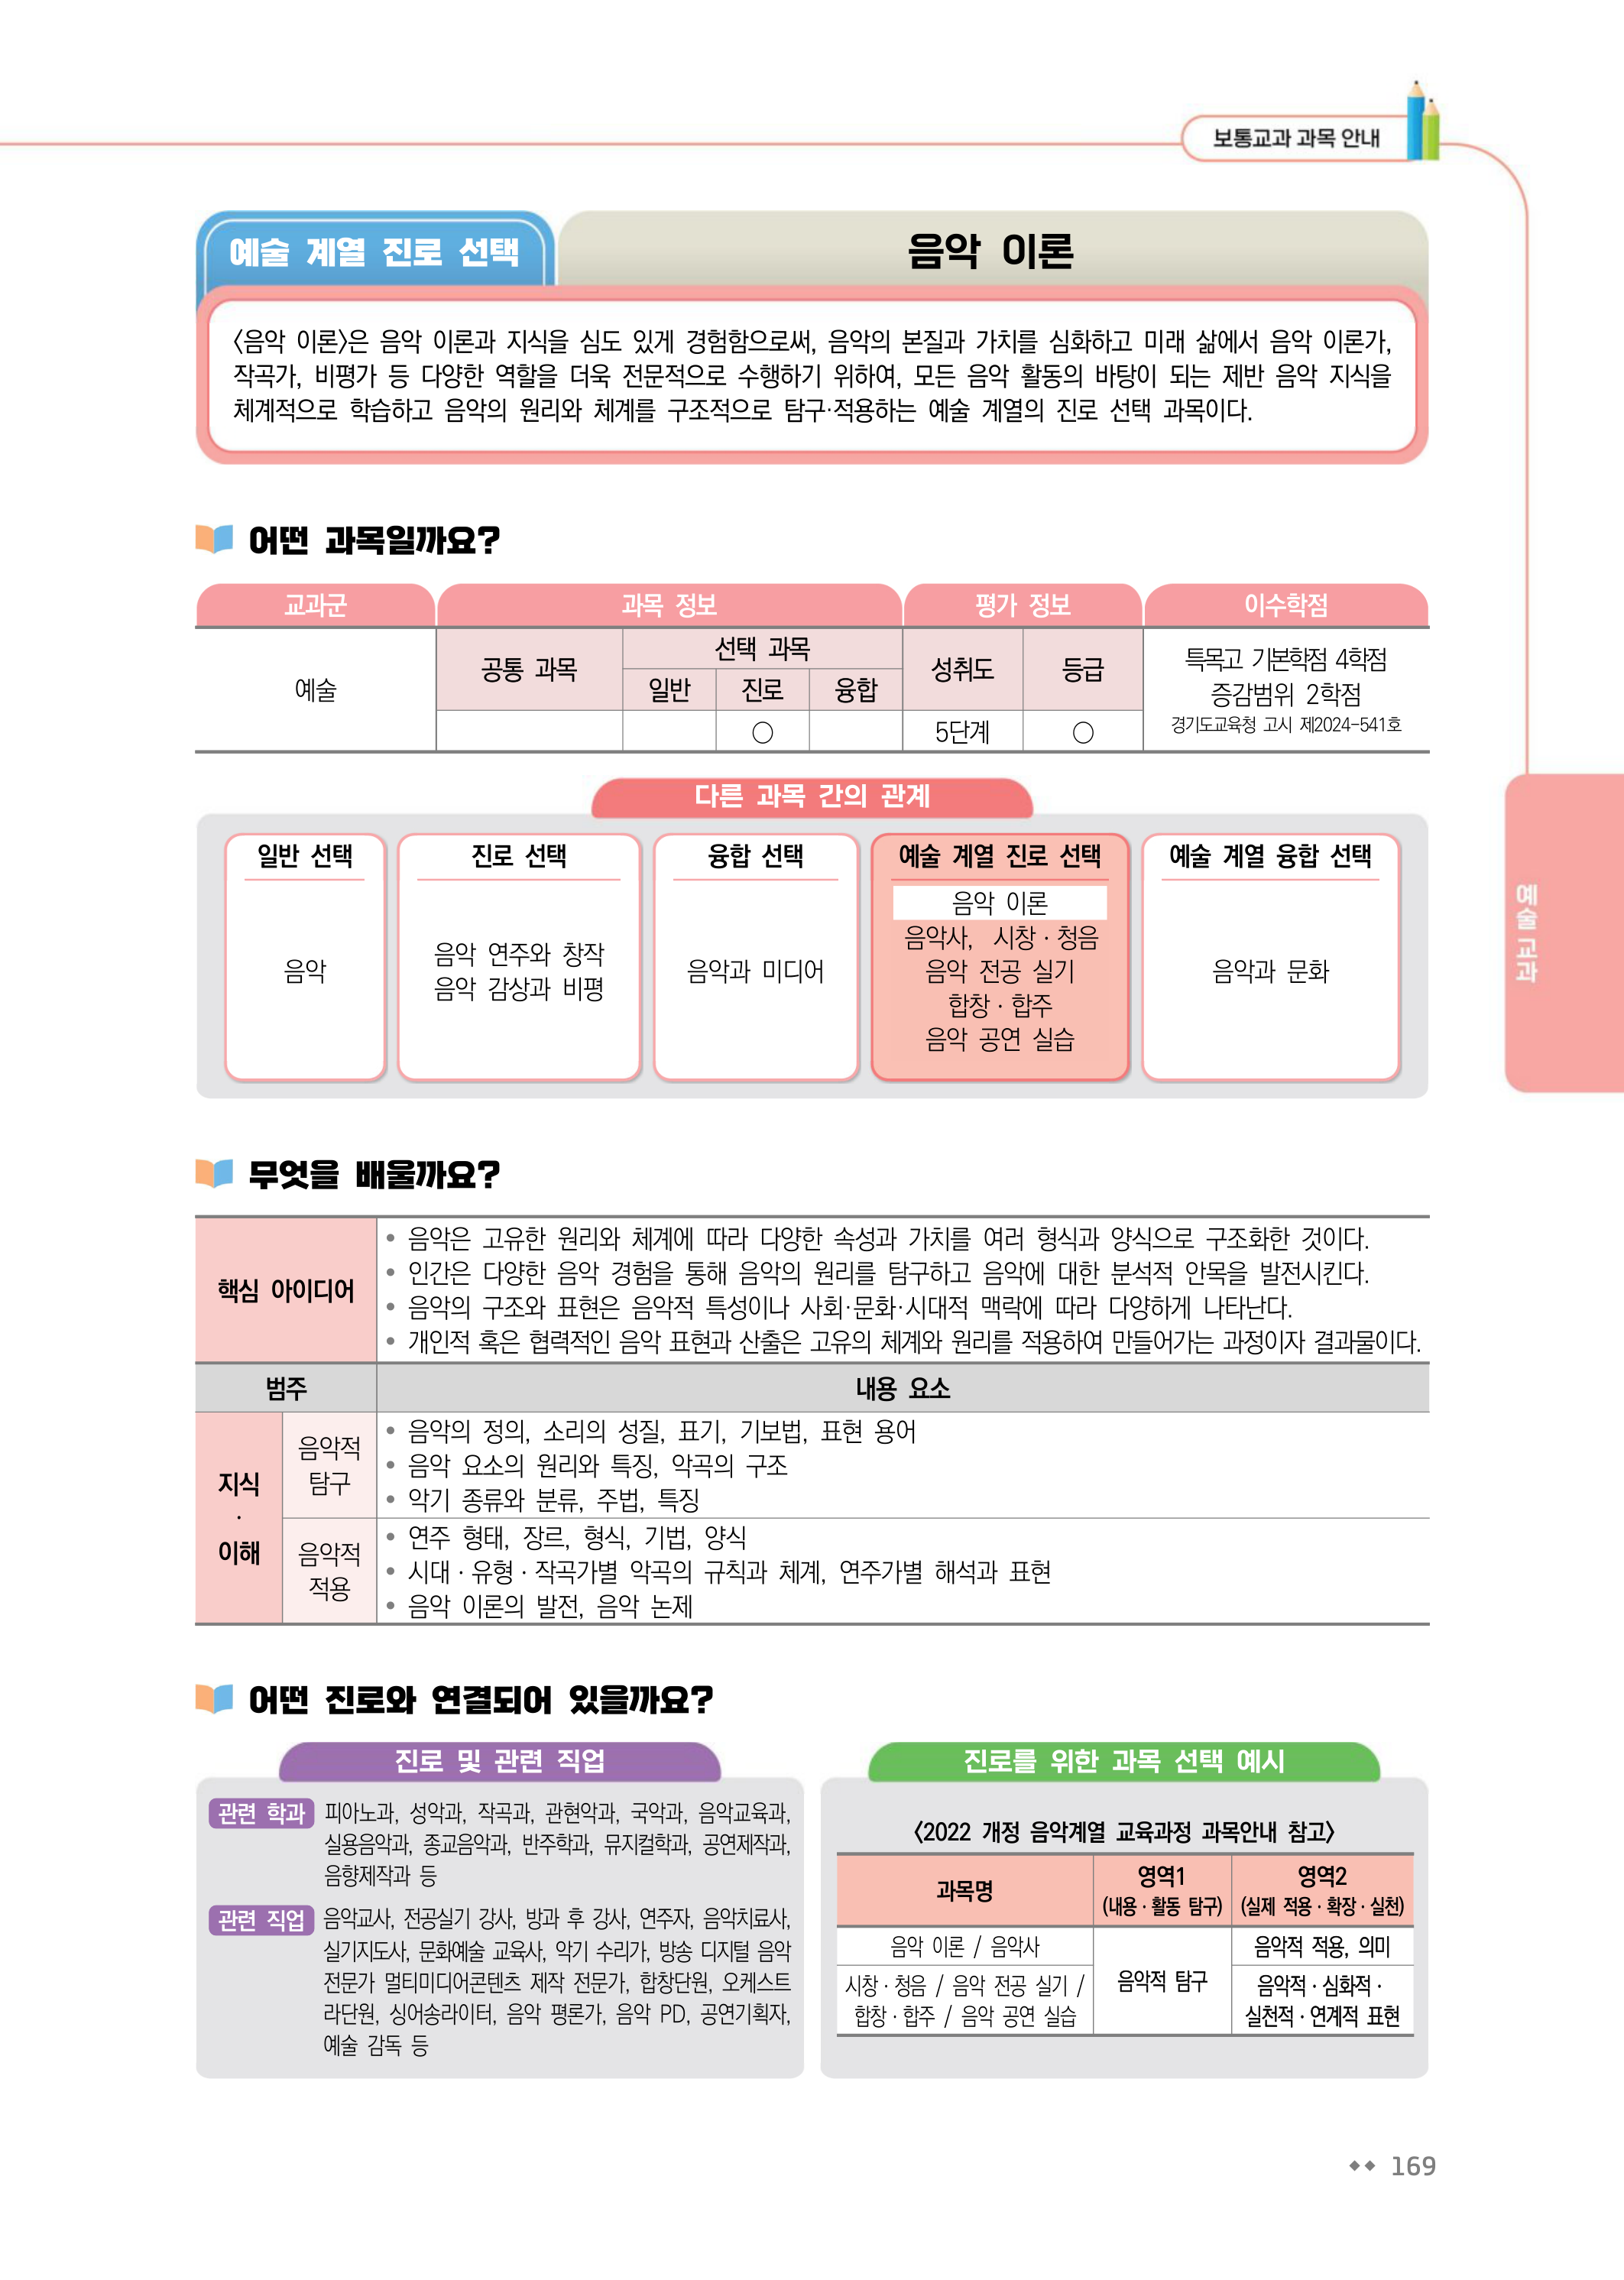 보통교과 과목 안내
예술 계열 진로 선택
음악 이론
〈음악 이론〉은 음악 이론과 지식을 심도 있게 경험함으로써, 음악의 본질과 가치를 심화하고 미래 삶에서 음악 이론가,
작곡가, 비평가 등 다양한 역할을 더욱 전문적으로 수행하기 위하여, 모든 음악 활동의 바탕이 되는 제반 음악 지식을
체계적으로 학습하고 음악의 원리와 체계를 구조적으로 탐구·적용하는 예술 계열의 진로 선택 과목이다.
어떤 과목일까요?
교과군 과목 정보 평가 정보 이수학점
예술
공통 과목
선택 과목
일반 진로 융합
○
성취도 등급
5단계 ○
특목고 기본학점 4학점
증감범위 2학점
경기도교육청 고시 제2024-541호
다른 과목 간의 관계
일반 선택
음악
진로 선택
음악 연주와 창작
음악 감상과 비평
융합 선택
음악과 미디어
예술 계열 진로 선택
음악 이론
음악사, 시창·청음
음악 전공 실기
합창·합주
음악 공연 실습
예술 계열 융합 선택
음악과 문화
예술 교과
무엇을 배울까요?
핵심 아이디어
• 음악은 고유한 원리와 체계에 따라 다양한 속성과 가치를 여러 형식과 양식으로 구조화한 것이다.
• 인간은 다양한 음악 경험을 통해 음악의 원리를 탐구하고 음악에 대한 분석적 안목을 발전시킨다.
• 음악의 구조와 표현은 음악적 특성이나 사회·문화·시대적 맥락에 따라 다양하게 나타난다.
• 개인적 혹은 협력적인 음악 표현과 산출은 고유의 체계와 원리를 적용하여 만들어가는 과정이자 결과물이다.
범주 내용 요소
지식
·
이해
음악적
탐구
• 음악의 정의, 소리의 성질, 표기, 기보법, 표현 용어
• 음악 요소의 원리와 특징, 악곡의 구조
• 악기 종류와 분류, 주법, 특징
음악적
적용
• 연주 형태, 장르, 형식, 기법, 양식
• 시대·유형·작곡가별 악곡의 규칙과 체계, 연주가별 해석과 표현
• 음악 이론의 발전, 음악 논제
어떤 진로와 연결되어 있을까요?
진로 및 관련 직업
관련 학과 피아노과, 성악과, 작곡과, 관현악과, 국악과, 음악교육과,
실용음악과, 종교음악과, 반주학과, 뮤지컬학과, 공연제작과,
음향제작과 등
관련 직업 음악교사, 전공실기 강사, 방과 후 강사, 연주자, 음악치료사,
실기지도사, 문화예술 교육사, 악기 수리가, 방송 디지털 음악
전문가 멀티미디어콘텐츠 제작 전문가, 합창단원, 오케스트
라단원, 싱어송라이터, 음악 평론가, 음악 PD, 공연기획자,
예술 감독 등
진로를 위한 과목 선택 예시
〈2022 개정 음악계열 교육과정 과목안내 참고〉
과목명
영역1
(내용·활동 탐구)
영역2
(실제 적용·확장·실천)
음악 이론 / 음악사
시창·청음 / 음악 전공 실기 /
합창·합주 / 음악 공연 실습
음악적 탐구
음악적 적용, 의미
음악적·심화적·
실천적·연계적 표현
◆◆ 169